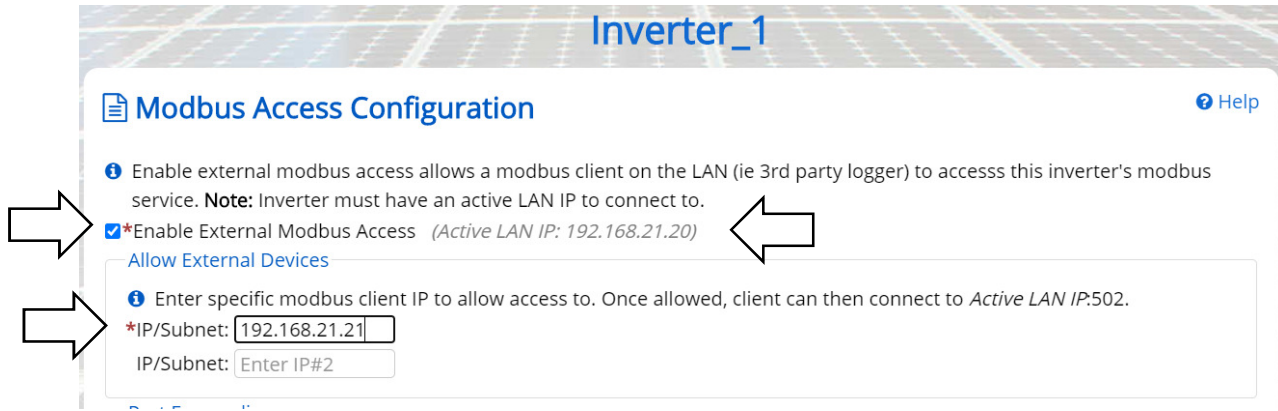 Inverter_1
Modbus Access Configuration
Help
Enable external modbus access allows a modbus client on the LAN (ie 3rd party logger) to accesss this inverter's modbus
service. Note: Inverter must have an active LAN IP to connect to.
*Enable External Modbus Access (Active LAN IP: 192.168.21.20)
Allow External Devices
Enter specific modbus client IP to allow access to. Once allowed, client can then connect to Active LAN IP:502.
*IP/Subnet: 192.168.21.21
IP/Subnet: Enter IP#2